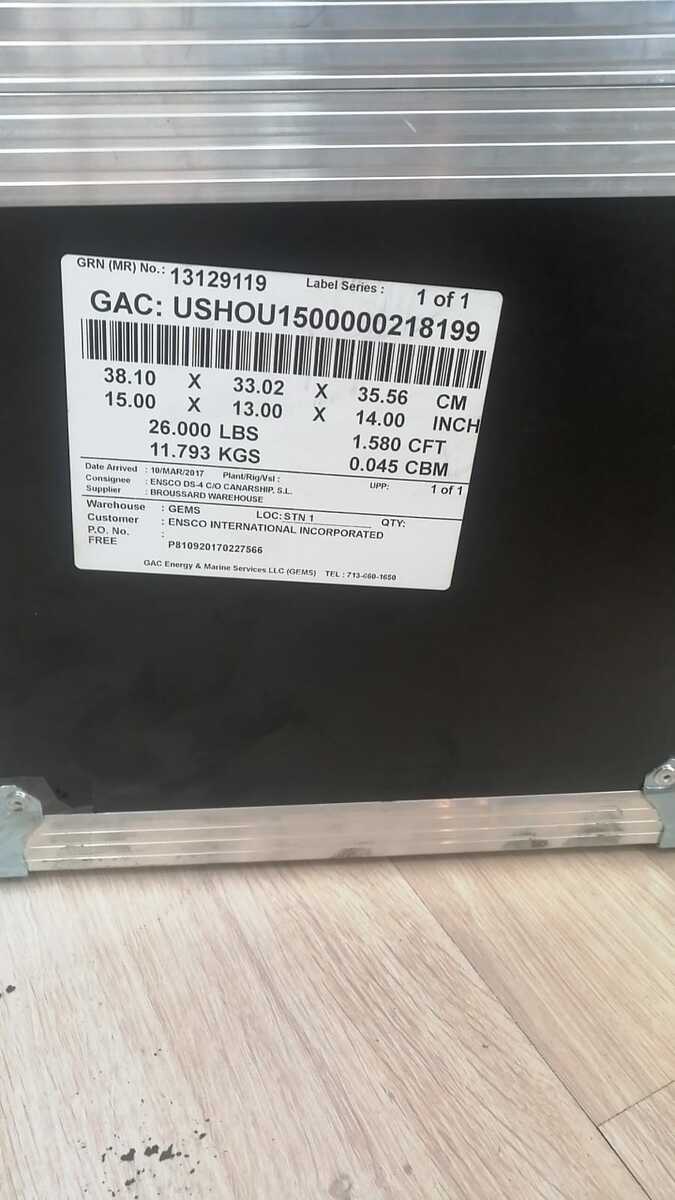 GRN (MR) No.: 13129119 Label Series : 1 of 1
GAC: USHOU1500000218199
38.10 X 33.02 X 35.56 CM
15.00 X 13.00 X 14.00 INCH
26.000 LBS 1.580 CFT
11.793 KGS 0.045 CBM
Date Arrived : 10/MAR/2017 Plant/Rig/Vsl :
Consignee : ENSCO DS-4 C/O CANARSHIP, S.L. UPP: 1 of 1
Supplier : BROUSSARD WAREHOUSE
Warehouse : GEMS LOC: STN 1 QTY:
Customer : ENSCO INTERNATIONAL INCORPORATED
P.O. No. :
FREE P810920170227566
GAC Energy & Marine Services LLC (GEMS) TEL : 713-660-1650